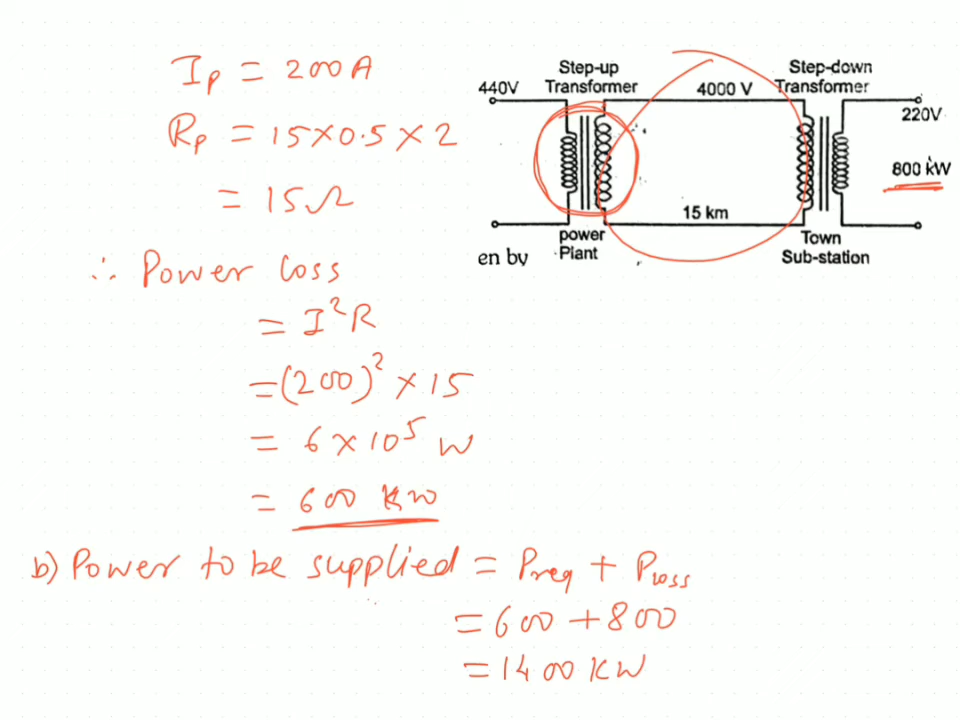 I_P = 200A
R_P = 15×0.5×2
= 15Ω
∴ Power loss
= I²R
=(200)² × 15
= 6×10⁵ W
= 600 KW
b) Power to be supplied = Preq + Ploss
= 600 + 800
= 1400 KW
Step-up Transformer
Step-down Transformer
440V
4000 V
220V
800 kW
15 km
power Plant
Town Sub-station
en by